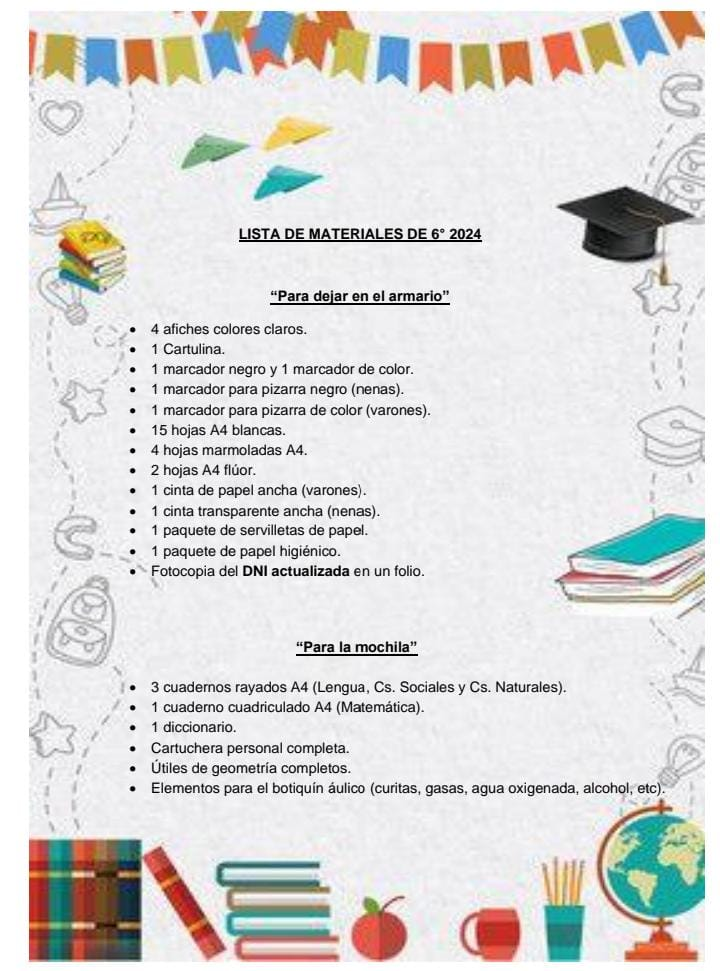 LISTA DE MATERIALES DE 6° 2024
“Para dejar en el armario”
• 4 afiches colores claros.
• 1 Cartulina.
• 1 marcador negro y 1 marcador de color.
• 1 marcador para pizarra negro (nenas).
• 1 marcador para pizarra de color (varones).
• 15 hojas A4 blancas.
• 4 hojas marmoladas A4.
• 2 hojas A4 flúor.
• 1 cinta de papel ancha (varones).
• 1 cinta transparente ancha (nenas).
• 1 paquete de servilletas de papel.
• 1 paquete de papel higiénico.
• Fotocopia del DNI actualizada en un folio.
“Para la mochila”
• 3 cuadernos rayados A4 (Lengua, Cs. Sociales y Cs. Naturales).
• 1 cuaderno cuadriculado A4 (Matemática).
• 1 diccionario.
• Cartuchera personal completa.
• Útiles de geometría completos.
• Elementos para el botiquín áulico (curitas, gasas, agua oxigenada, alcohol, etc).